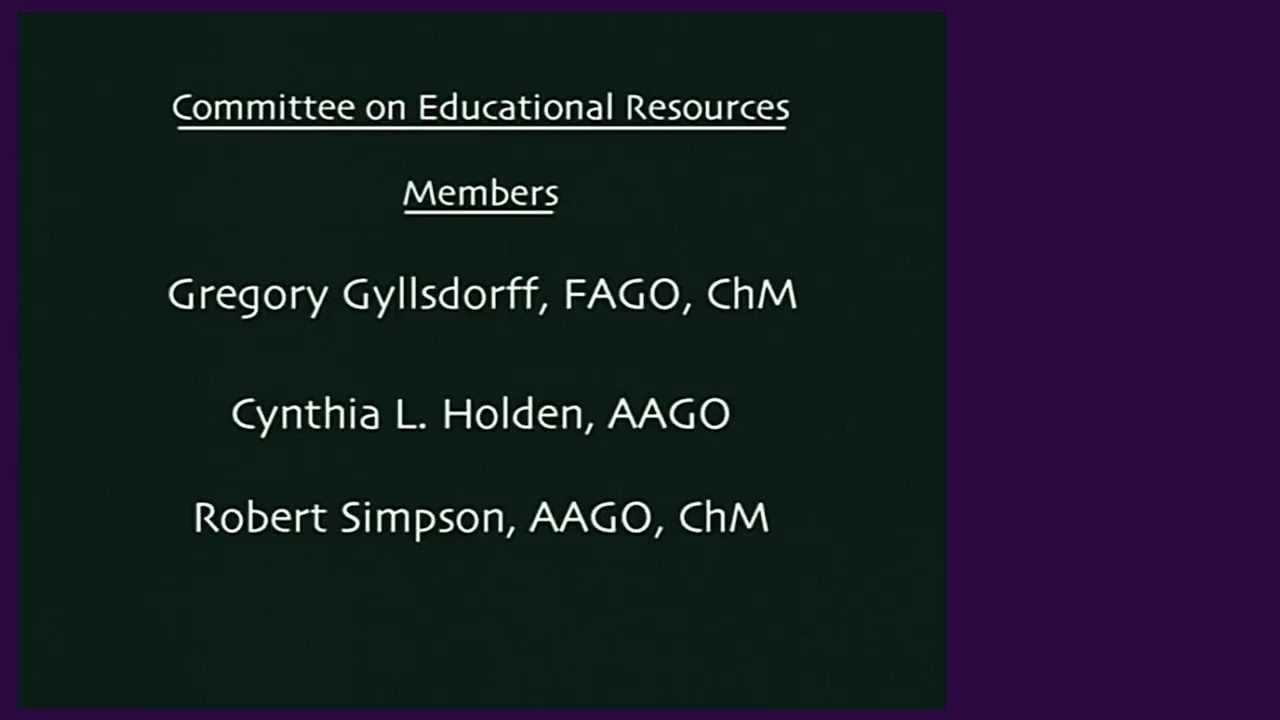 Committee on Educational Resources
Members
Gregory Gyllsdorff, FAGO, ChM
Cynthia L. Holden, AAGO
Robert Simpson, AAGO, ChM